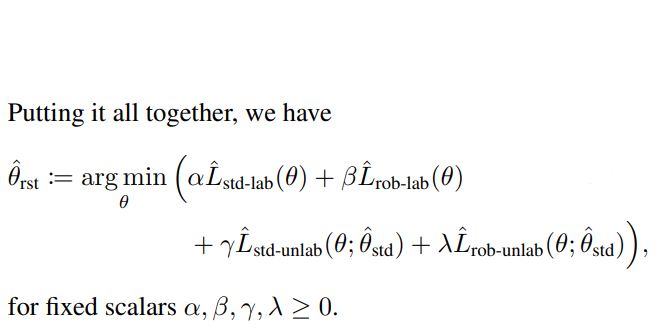 Putting it all together, we have
θ̂_rst := arg min_θ (αL̂_std-lab(θ) + βL̂_rob-lab(θ)
+ γL̂_std-unlab(θ; θ̂_std) + λL̂_rob-unlab(θ; θ̂_std)),
for fixed scalars α, β, γ, λ ≥ 0.